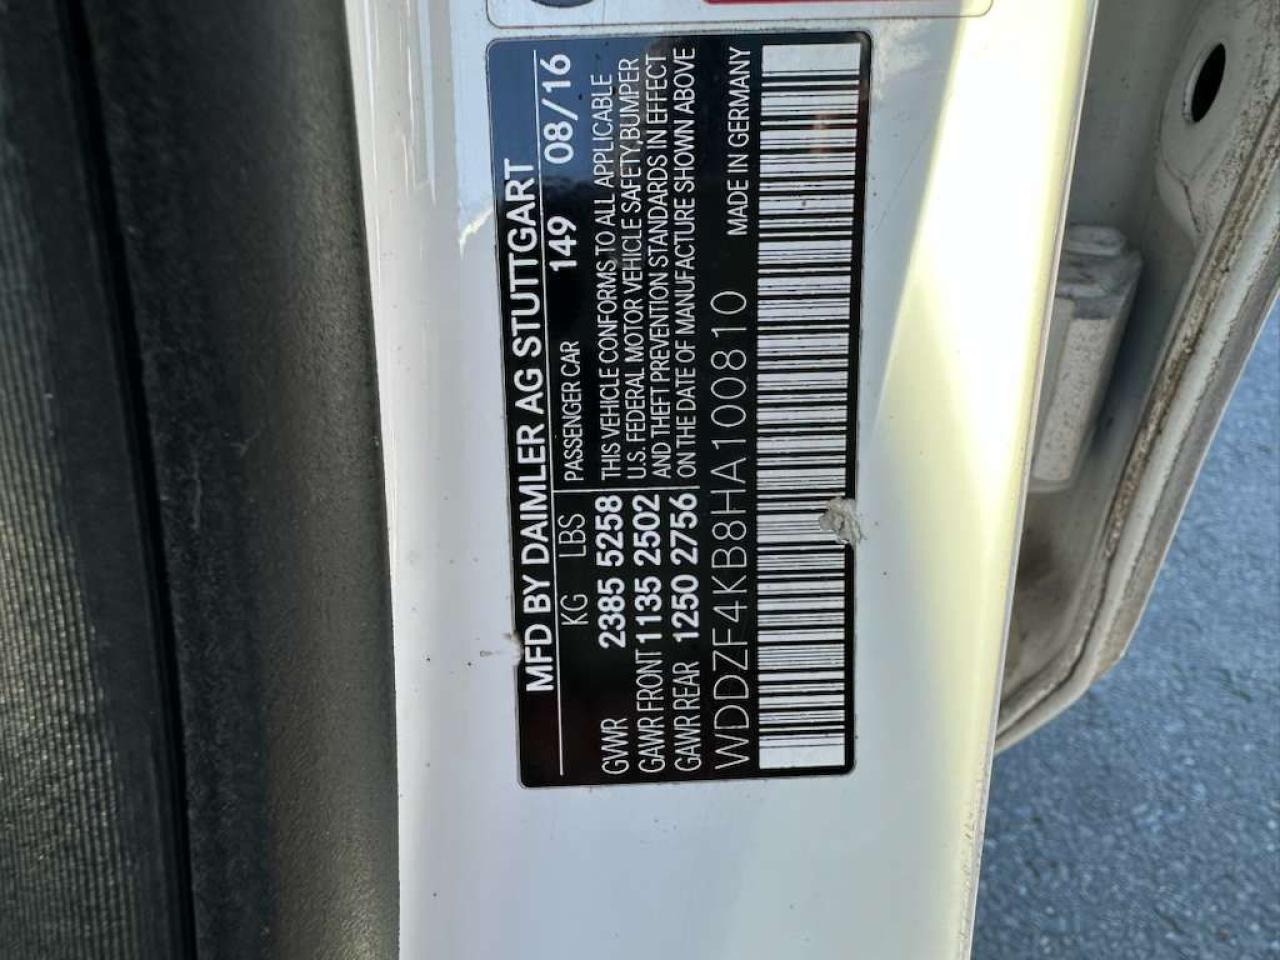 MFD BY DAIMLER AG STUTTGART
KG LBS PASSENGER CAR 149 08/16
GWWR 2385 5258 THIS VEHICLE CONFORMS TO ALL APPLICABLE
GAWR FRONT 1135 2502 U.S. FEDERAL MOTOR VEHICLE SAFETY,BUMPER
AND THEFT PREVENTION STANDARDS IN EFFECT
GAWR REAR 1250 2756 ON THE DATE OF MANUFACTURE SHOWN ABOVE
WDDZF4KB8HA100810 MADE IN GERMANY